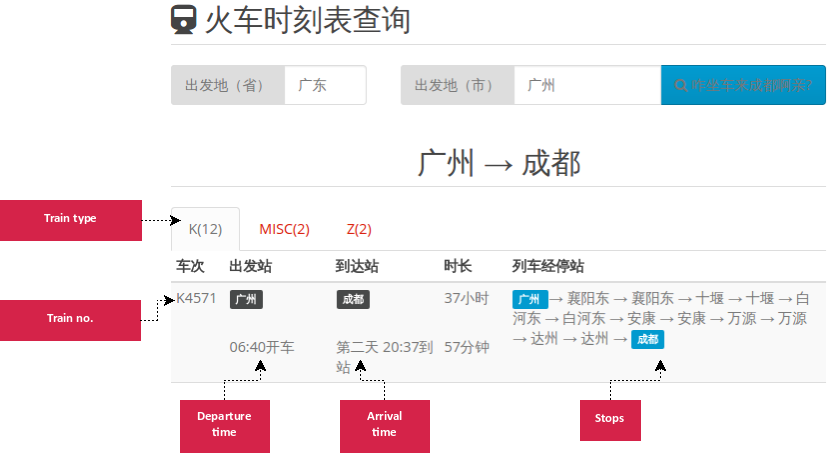 火车时刻表查询
出发地（省） 广东 出发地（市） 广州 咋坐车来成都啊亲?
广州 → 成都
Train type
K(12) MISC(2) Z(2)
车次 出发站 到达站 时长 列车经停站
K4571 广州 成都 37小时 广州 → 襄阳东 → 襄阳东 → 十堰 → 十堰 → 白
Train no.
河东 → 白河东 → 安康 → 安康 → 万源 → 万源
→ 达州 → 达州 → 成都
06:40开车 第二天 20:37到 57分钟
站
Departure
time
Arrival
time
Stops